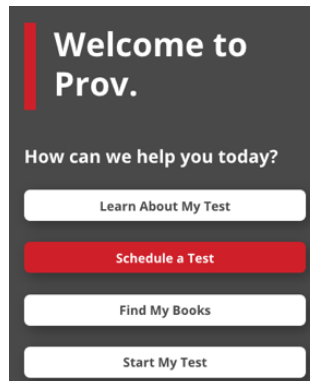 Welcome to
Prov.
How can we help you today?
Learn About My Test
Schedule a Test
Find My Books
Start My Test